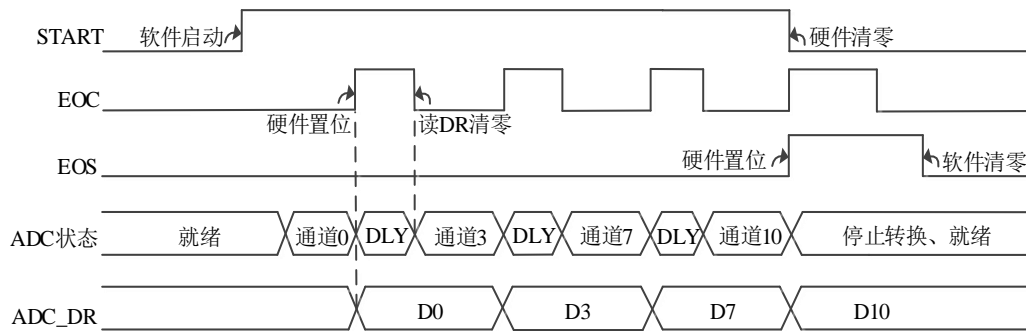 START 软件启动 硬件清零
EOC
硬件置位 读DR清零
EOS 硬件置位 软件清零
ADC状态 就绪 通道0 DLY 通道3 DLY 通道7 DLY 通道10 停止转换、就绪
ADC_DR D0 D3 D7 D10